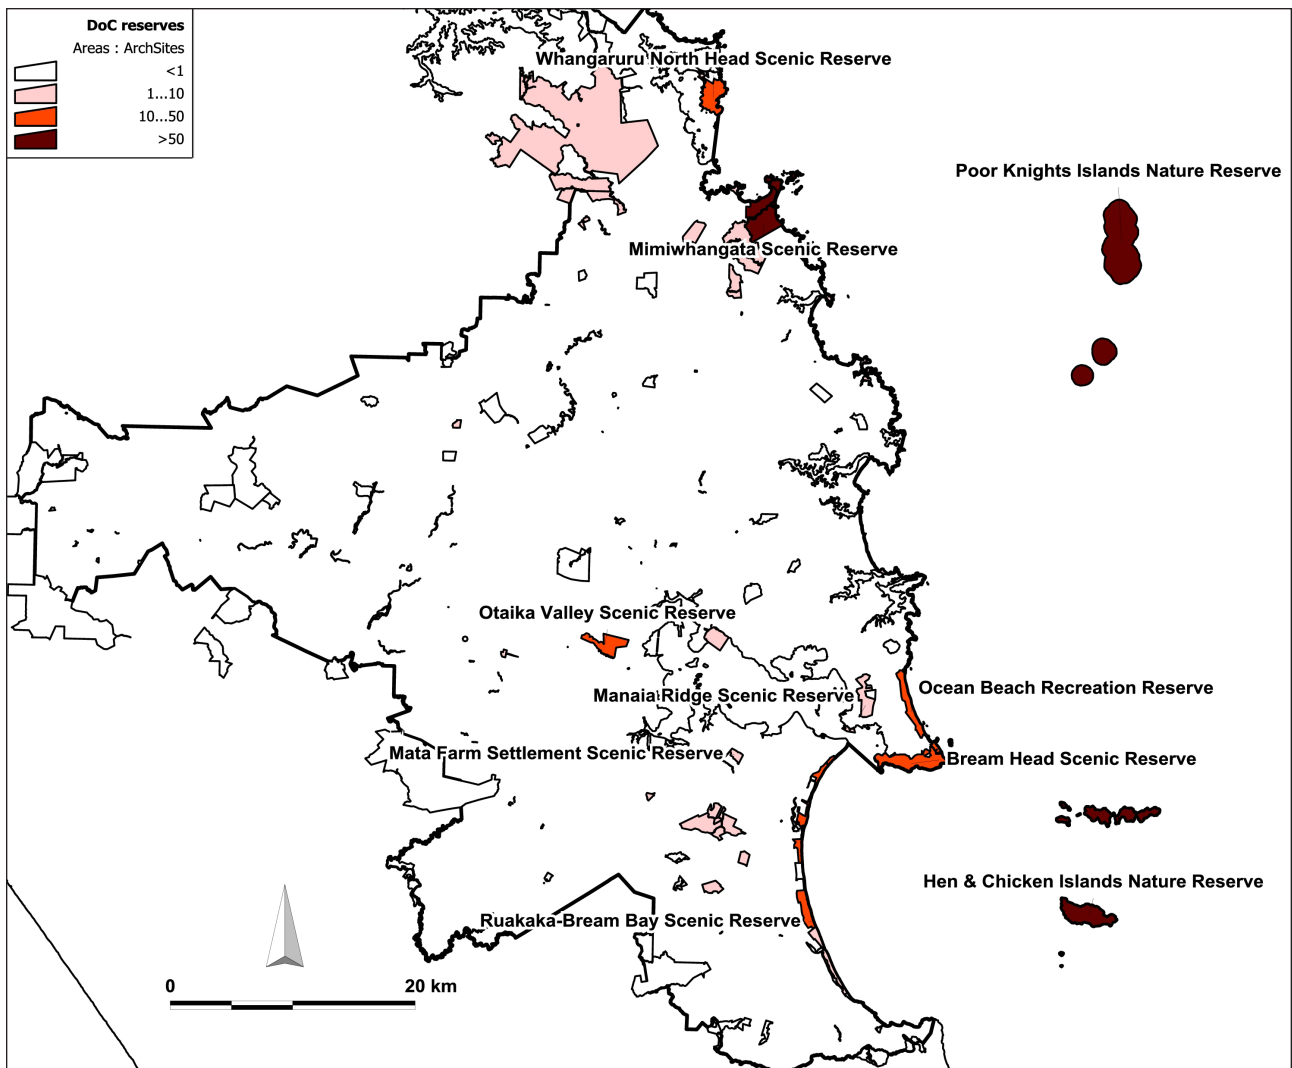 DoC reserves
Areas : ArchSites
<1
1...10
10...50
>50
Whangaruru North Head Scenic Reserve
Poor Knights Islands Nature Reserve
Mimiwhangata Scenic Reserve
Otaika Valley Scenic Reserve
Ocean Beach Recreation Reserve
Manaia Ridge Scenic Reserve
Mata Farm Settlement Scenic Reserve
Bream Head Scenic Reserve
Hen & Chicken Islands Nature Reserve
Ruakaka-Bream Bay Scenic Reserve
0 20 km